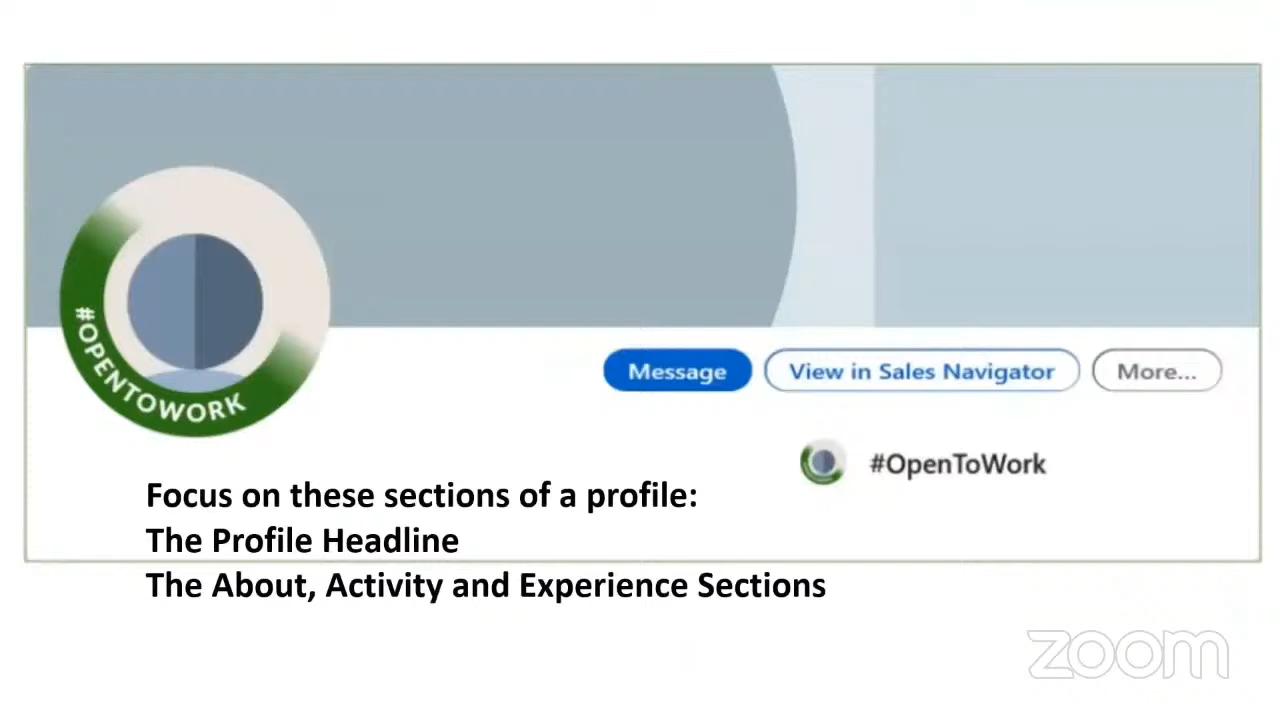 #OPENTOWORK
Message
View in Sales Navigator
More...
#OpenToWork
Focus on these sections of a profile:
The Profile Headline
The About, Activity and Experience Sections
zoom